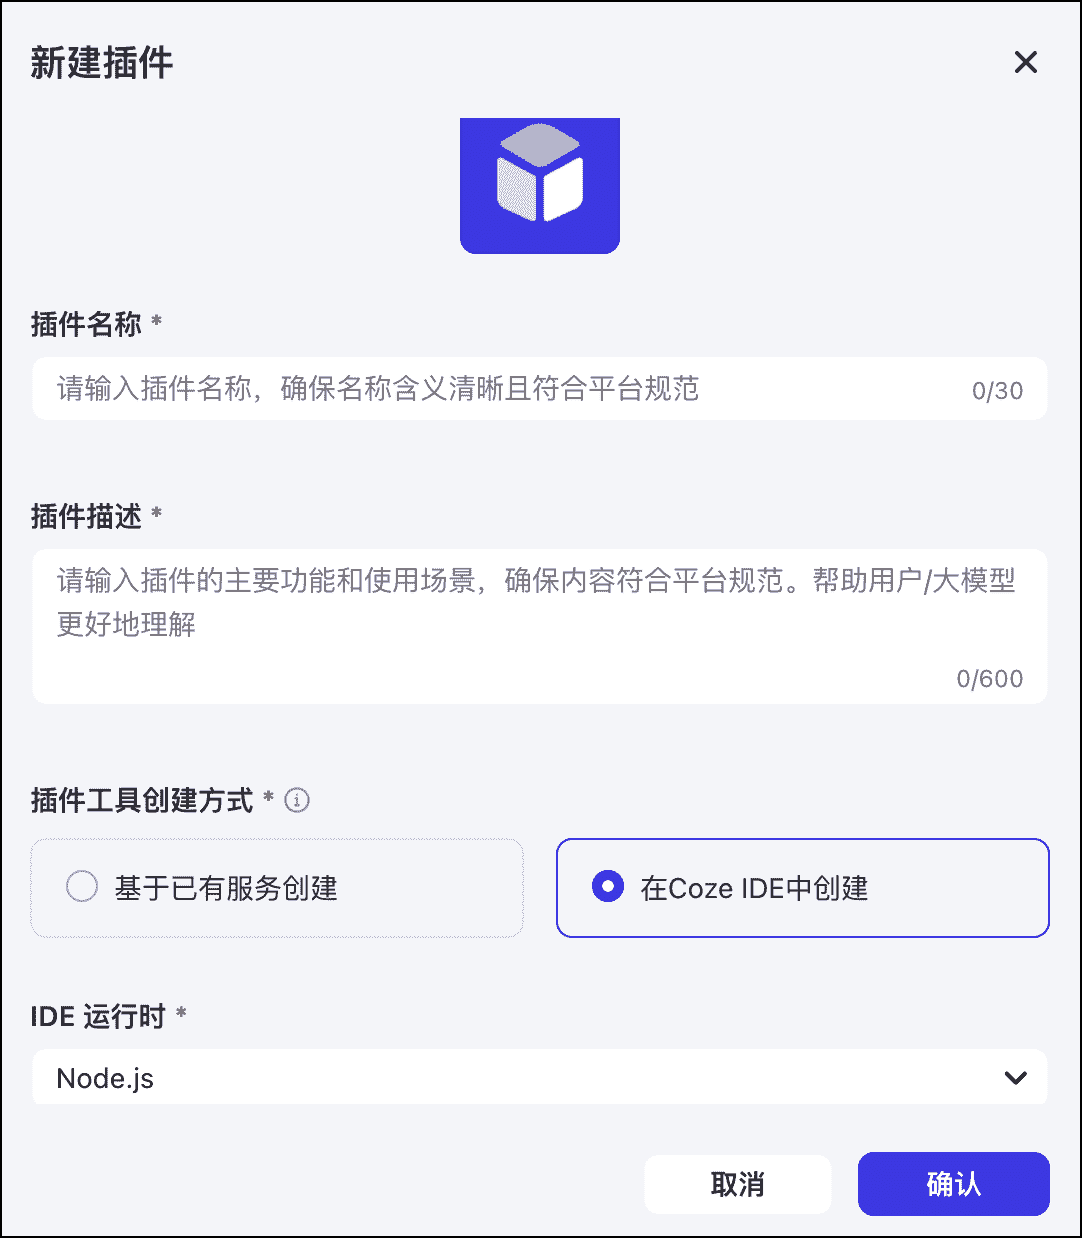 新建插件
插件名称 *
请输入插件名称，确保名称含义清晰且符合平台规范
0/30
插件描述 *
请输入插件的主要功能和使用场景，确保内容符合平台规范。帮助用户/大模型
更好地理解
0/600
插件工具创建方式 *
基于已有服务创建
在Coze IDE中创建
IDE 运行时 *
Node.js
取消
确认